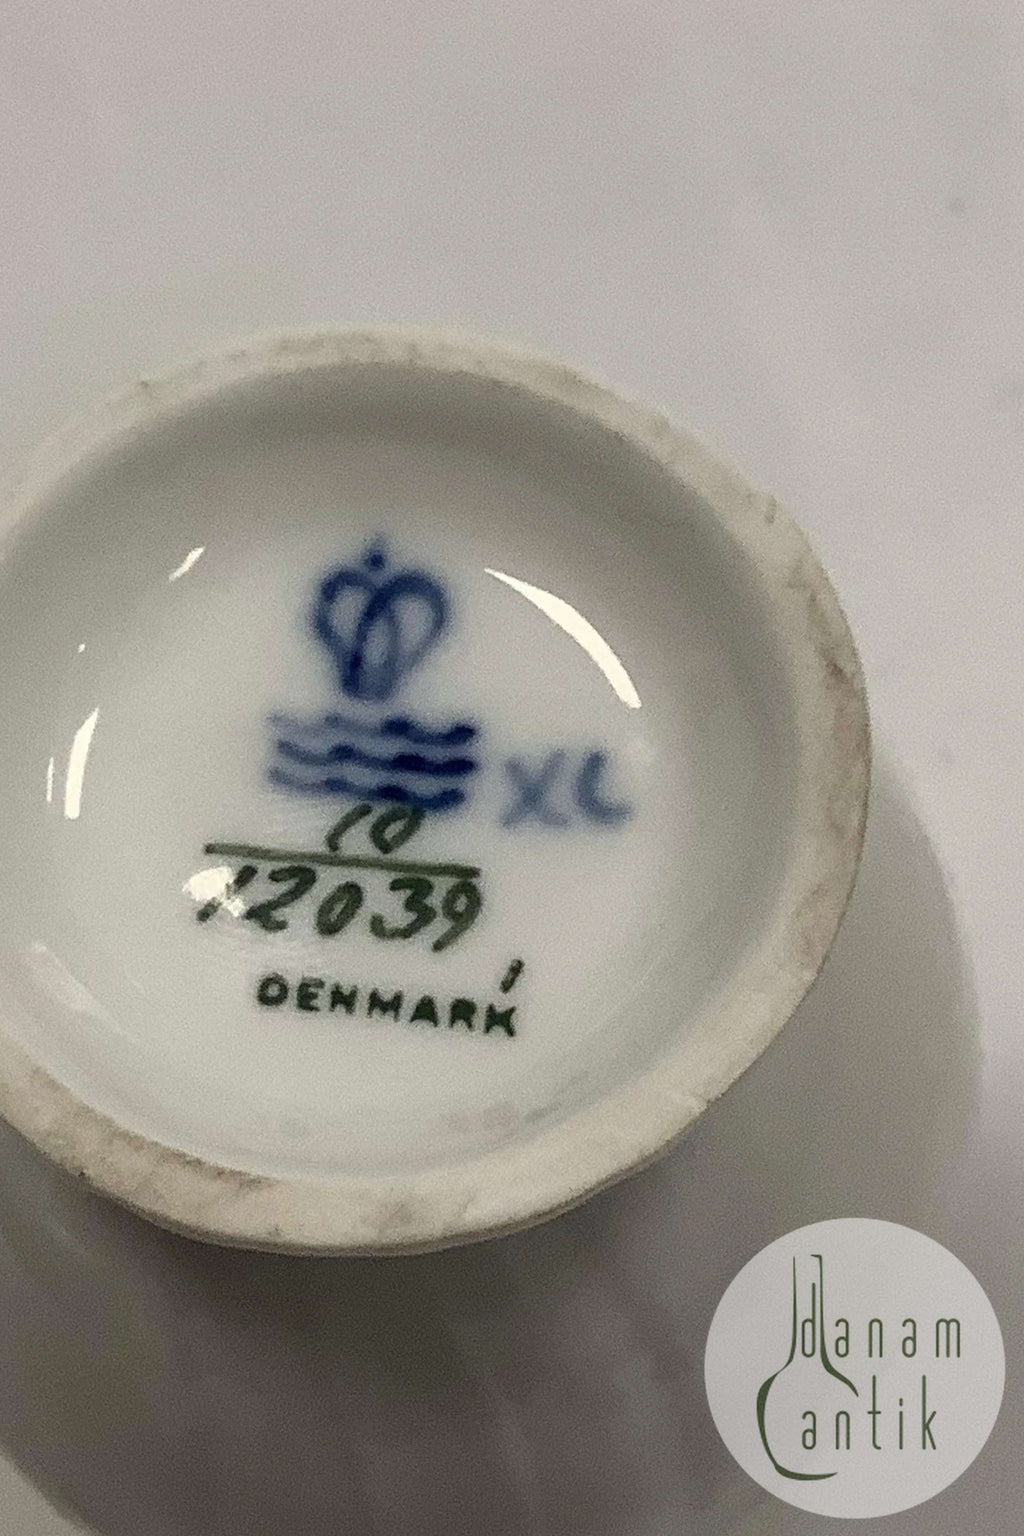 XL
10
12039
DENMARK
danam
antik